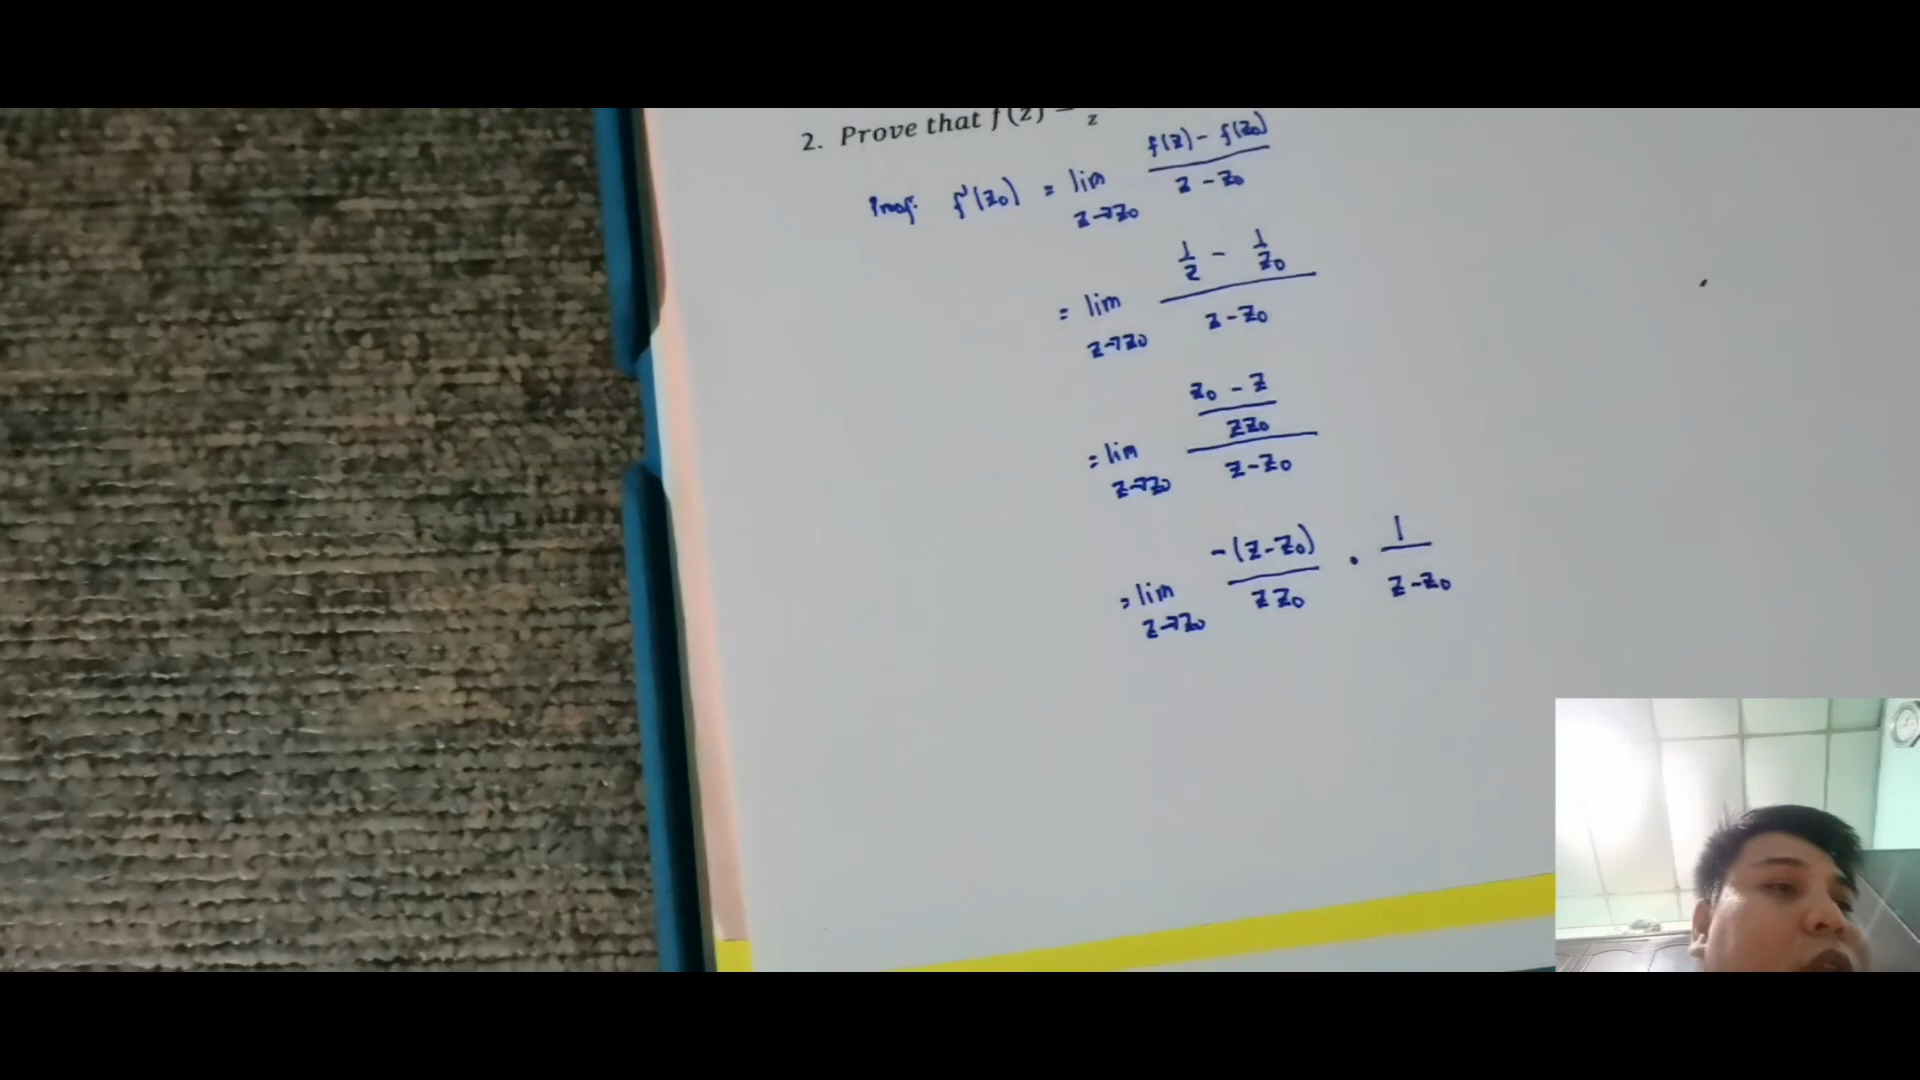 2. Prove that f(z) = — z
Proof: f'(z₀) = lim z→z₀ (f(z) - f(z₀)) / (z - z₀)
= lim z→z₀ (1/z - 1/z₀) / (z - z₀)
= lim z→z₀ ((z₀ - z) / (zz₀)) / (z - z₀)
= lim z→z₀ (-(z-z₀)) / (zz₀) · 1 / (z-z₀)